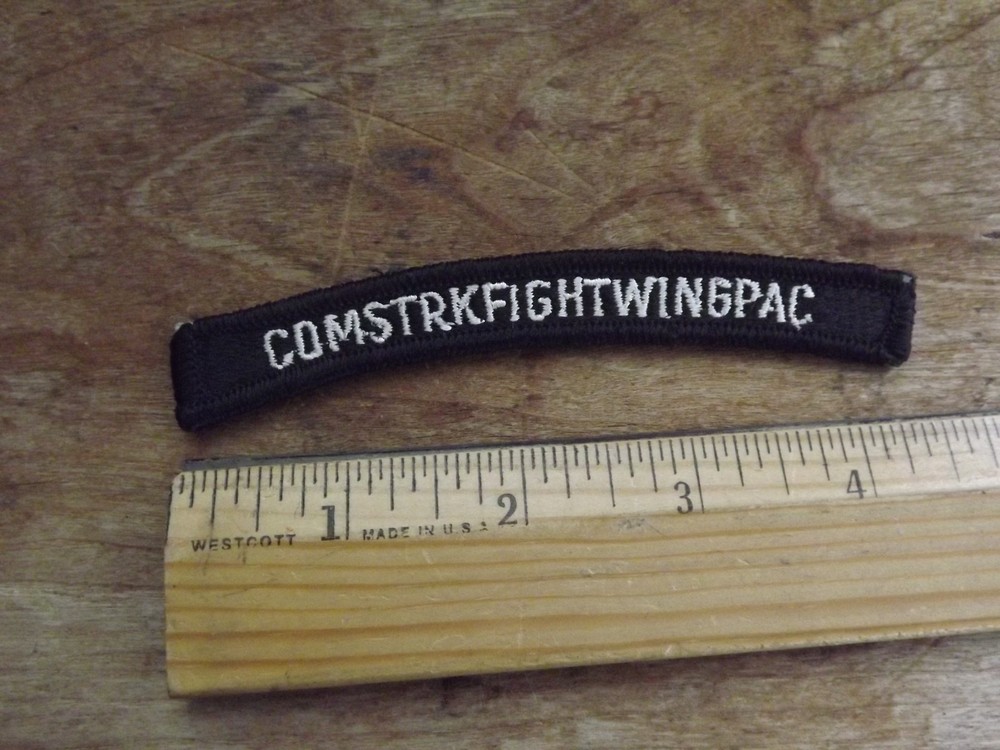 COMSTRKFIGHTWINGPAC
1 2 3 4
WESTCOTT MADE IN U.S.A